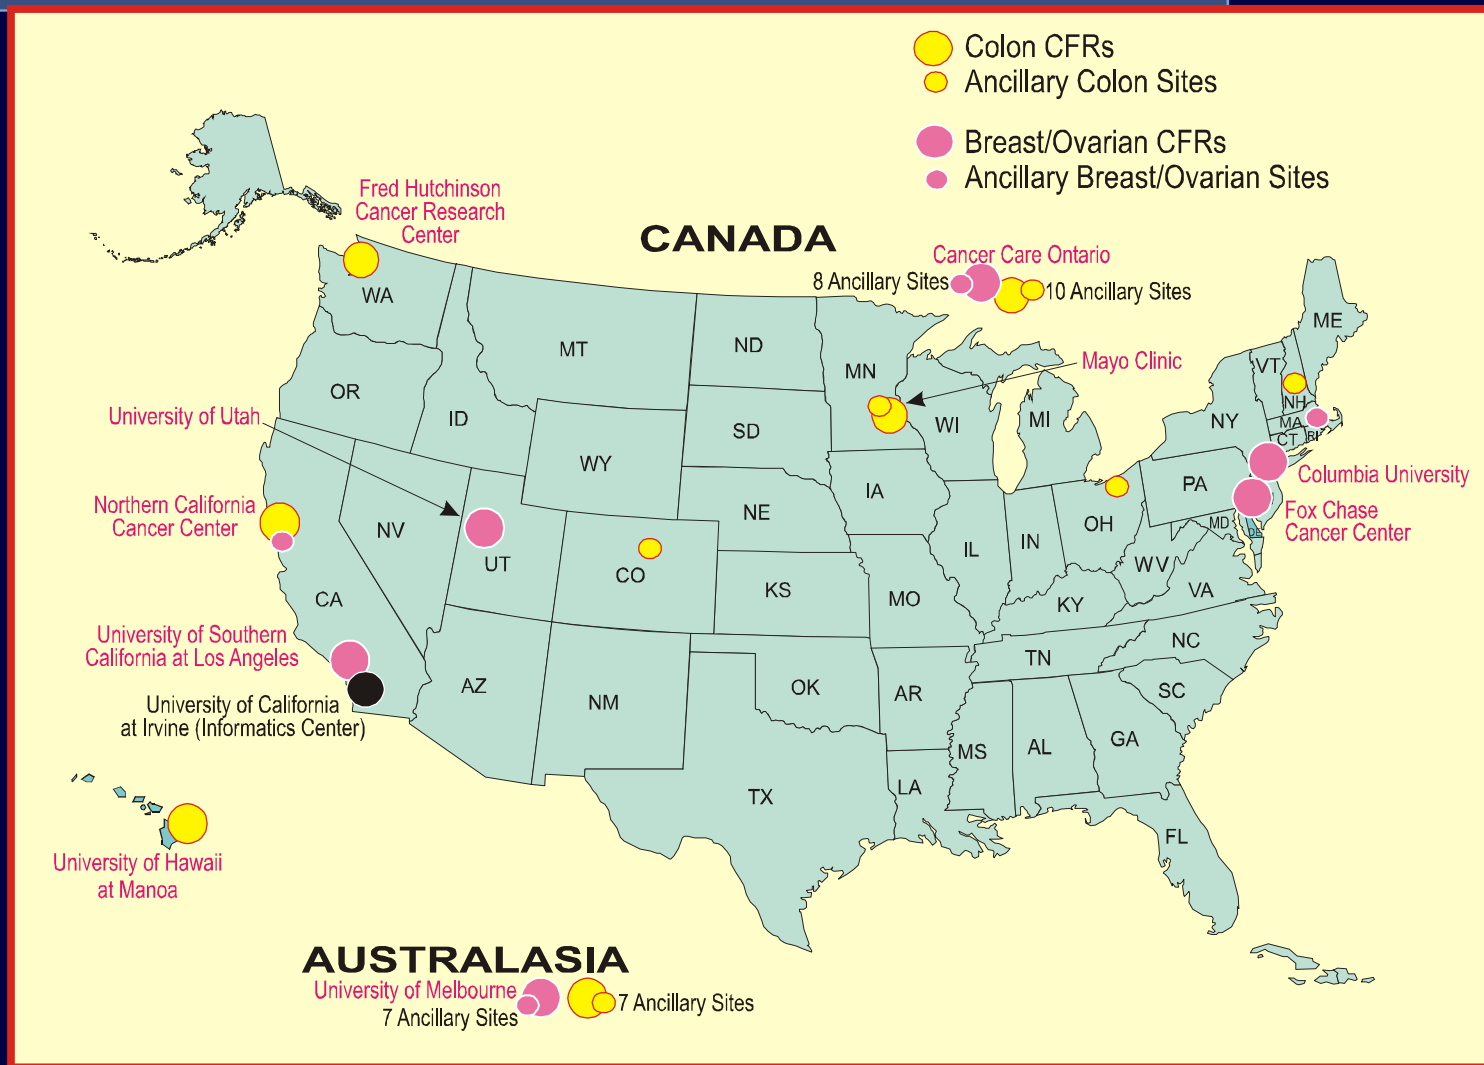 Colon CFRs
Ancillary Colon Sites
Breast/Ovarian CFRs
Ancillary Breast/Ovarian Sites
Fred Hutchinson
Cancer Research
Center
CANADA
Cancer Care Ontario
8 Ancillary Sites
10 Ancillary Sites
WA
MT
ND
MN
ME
VT
NH
Mayo Clinic
OR
ID
University of Utah
SD
WI
MI
NY
MA
CT
RI
WY
IA
PA
Columbia University
Northern California
Cancer Center
NV
NE
OH
MD
DE
Fox Chase
Cancer Center
UT
CO
IL
IN
WV
CA
KS
MO
KY
VA
University of Southern
California at Los Angeles
TN
NC
AZ
NM
OK
AR
SC
University of California
at Irvine (Informatics Center)
MS
AL
GA
TX
LA
FL
University of Hawaii
at Manoa
AUSTRALASIA
University of Melbourne
7 Ancillary Sites
7 Ancillary Sites